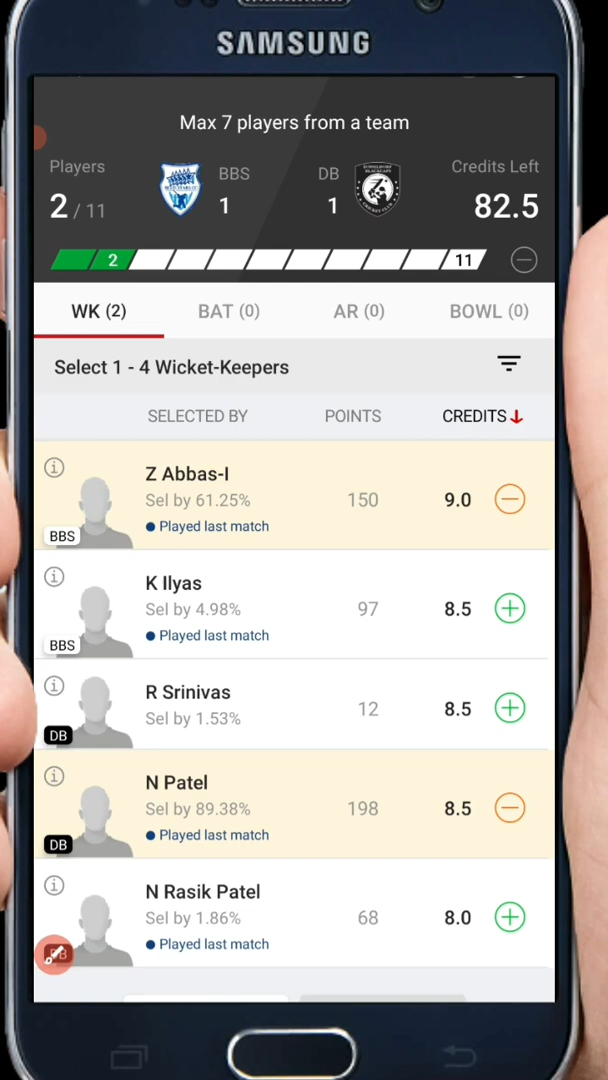 SAMSUNG
Max 7 players from a team
Players BBS DB Credits Left
2 / 11 1 1 82.5
2 11
WK (2) BAT (0) AR (0) BOWL (0)
Select 1 - 4 Wicket-Keepers
SELECTED BY POINTS CREDITS
Z Abbas-I
Sel by 61.25% 150 9.0
Played last match
BBS
K Ilyas
Sel by 4.98% 97 8.5
Played last match
BBS
R Srinivas
Sel by 1.53% 12 8.5
DB
N Patel
Sel by 89.38% 198 8.5
Played last match
DB
N Rasik Patel
Sel by 1.86% 68 8.0
Played last match